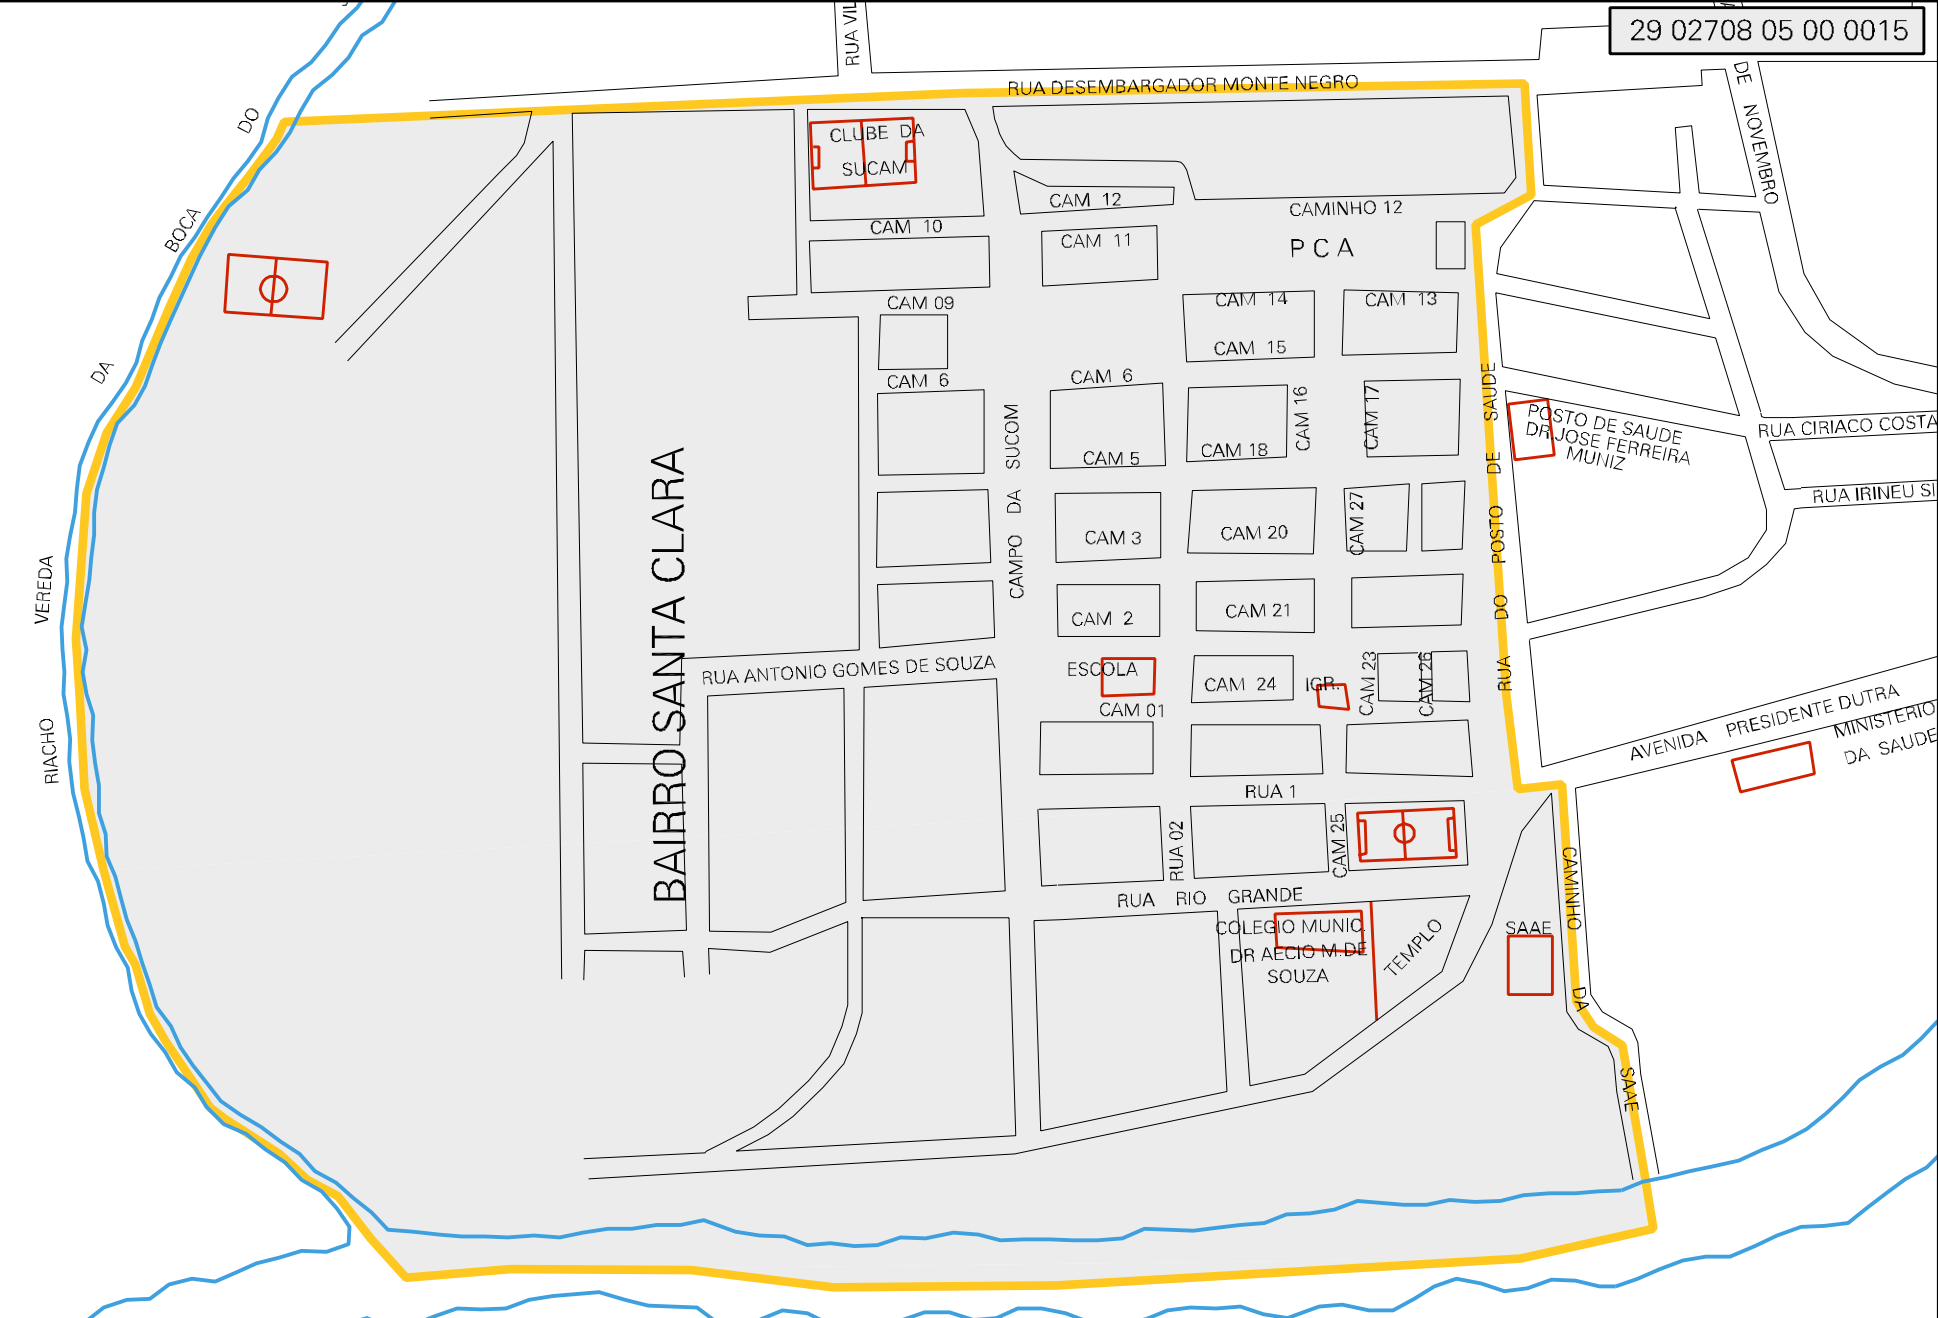 29 02708 05 00 0015
RUA VIL
RUA DESEMBARGADOR MONTE NEGRO
DE NOVEMBRO
RIACHO VEREDA DA BOCA DO
CLUBE DA
SUCAM
CAM 12
CAMINHO 12
CAM 10
CAM 11
P C A
CAM 09
CAM 14
CAM 13
CAM 15
CAM 6
CAM 6
CAM 16
CAM 17
CAM 18
CAM 5
CAMPO DA SUCOM
RUA DO POSTO DE SAUDE
POSTO DE SAUDE
DR.JOSE FERREIRA
MUNIZ
RUA CIRIACO COSTA
RUA IRINEU SI
BAIRRO SANTA CLARA
CAM 3
CAM 20
CAM 27
CAM 2
CAM 21
RUA ANTONIO GOMES DE SOUZA
ESCOLA
CAM 24
IGR.
CAM 23
CAM 26
CAM 01
AVENIDA PRESIDENTE DUTRA
MINISTERIO
DA SAUDE
RUA 1
RUA 02
CAM 25
RUA RIO GRANDE
COLEGIO MUNIC.
DR AECIO M.DE
SOUZA
TEMPLO
SAAE
CAMINHO DA SAAE